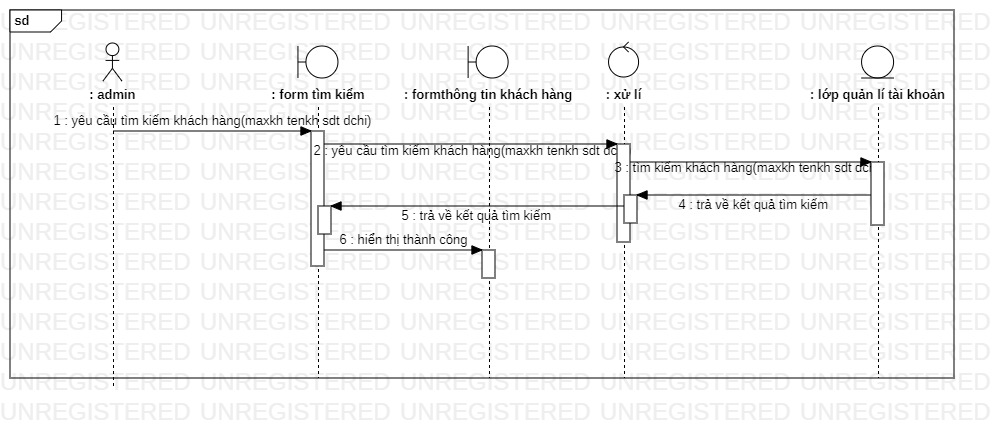 sd
: admin
: form tìm kiếm
: formthông tin khách hàng
: xử lí
: lớp quản lí tài khoản
1 : yêu cầu tìm kiếm khách hàng(maxkh tenkh sdt dchi)
2 : yêu cầu tìm kiếm khách hàng(maxkh tenkh sdt dc
3 : tìm kiếm khách hàng(maxkh tenkh sdt dchi
4 : trả về kết quả tìm kiếm
5 : trả về kết quả tìm kiếm
6 : hiển thị thành công
UNREGISTERED